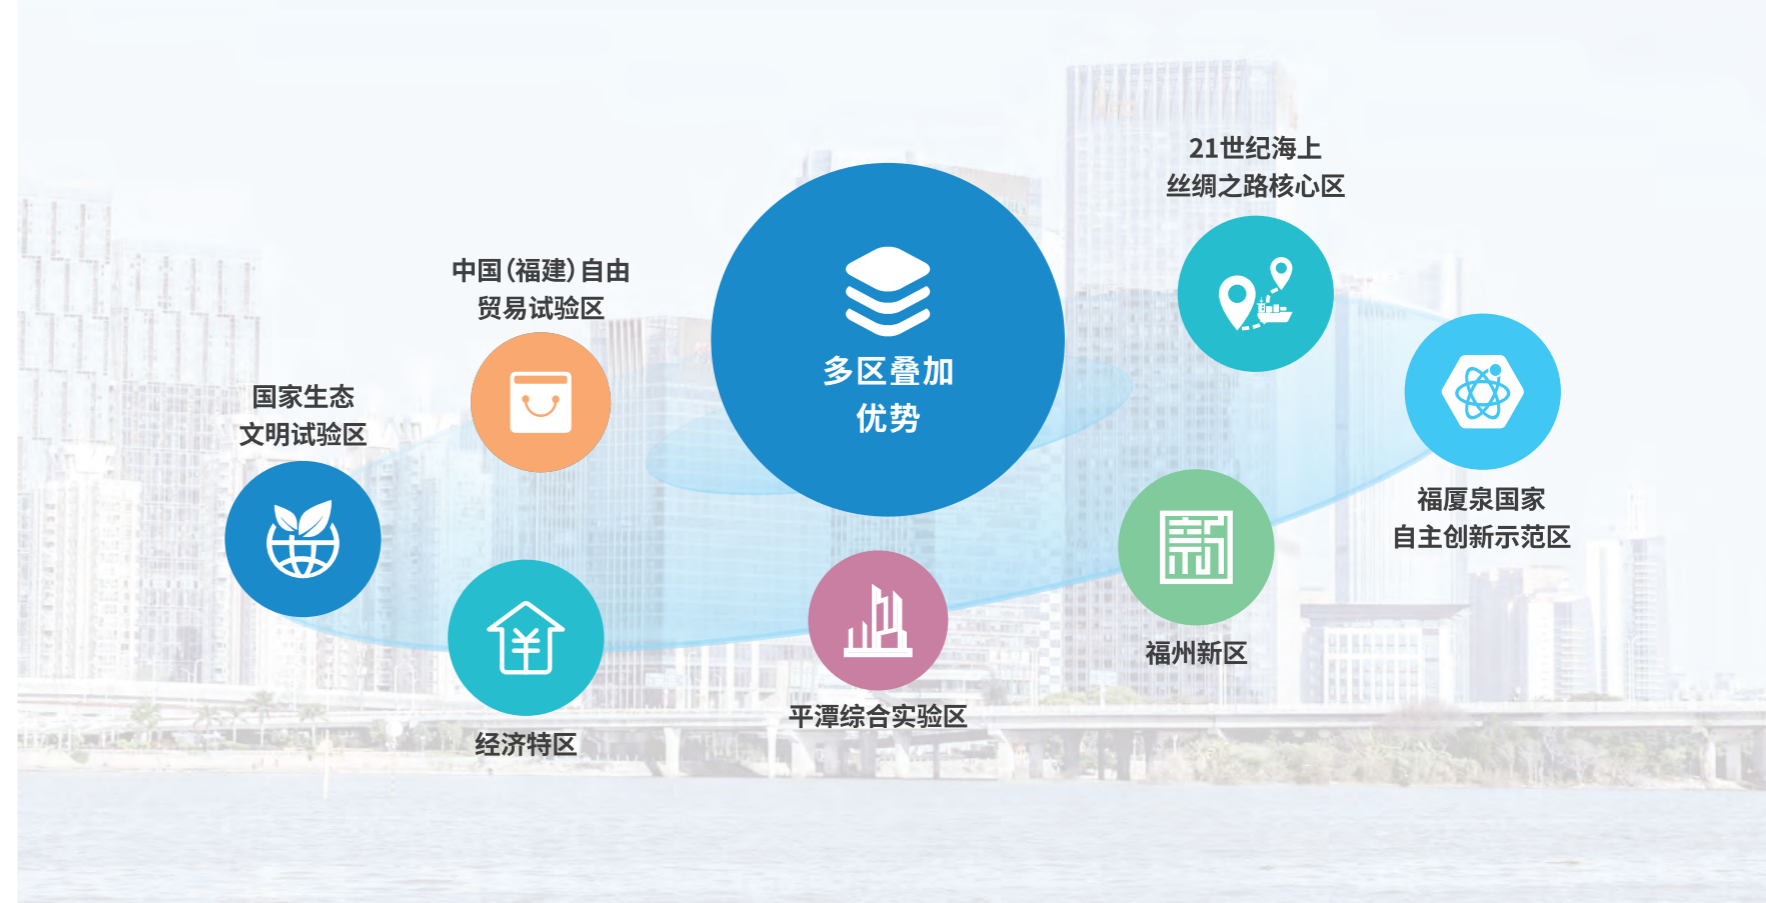 21世纪海上
丝绸之路核心区
中国(福建)自由
贸易试验区
多区叠加
优势
国家生态
文明试验区
福厦泉国家
自主创新示范区
新
福州新区
平潭综合实验区
经济特区